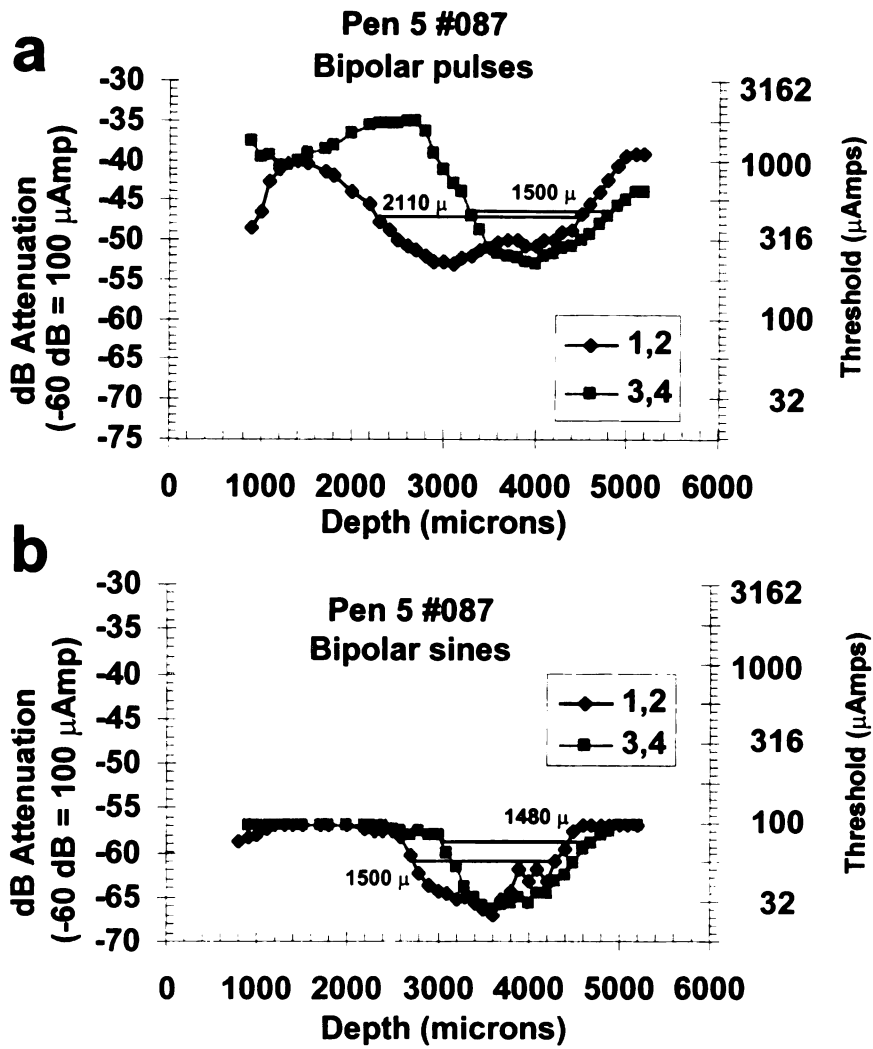 a
Pen 5 #087
Bipolar pulses
dB Attenuation
(-60 dB = 100 μAmp)
-30
-35
-40
-45
-50
-55
-60
-65
-70
-75
3162
1000
316
100
32
Threshold (μAmps)
2110 μ
1500 μ
1,2
3,4
0 1000 2000 3000 4000 5000 6000
Depth (microns)
b
Pen 5 #087
Bipolar sines
dB Attenuation
(-60 dB = 100 μAmp)
-30
-35
-40
-45
-50
-55
-60
-65
-70
3162
1000
316
100
32
Threshold (μAmps)
1,2
3,4
1480 μ
1500 μ
0 1000 2000 3000 4000 5000 6000
Depth (microns)